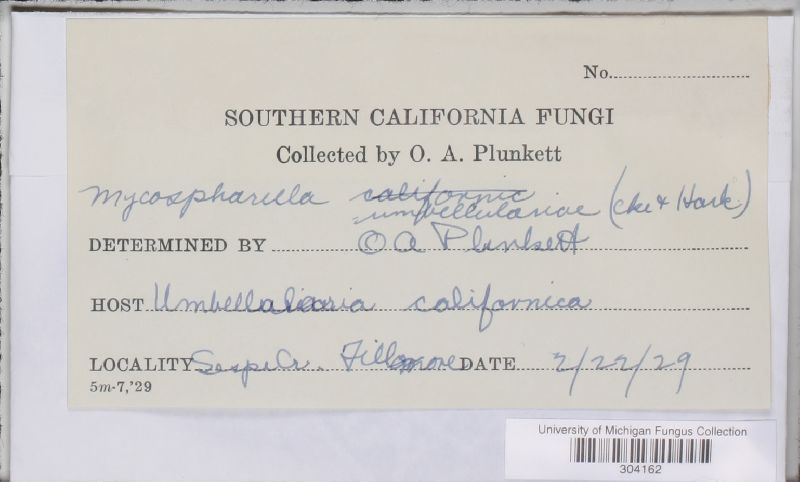 No.
SOUTHERN CALIFORNIA FUNGI
Collected by O. A. Plunkett
Mycosphaerella californic
umbellulariae (Cke & Hark.)
DETERMINED BY O A Plunkett
HOST Umbellularia californica
LOCALITY Sespe Cr. Fillmore DATE 2/22/29
5m-7,'29
University of Michigan Fungus Collection
304162